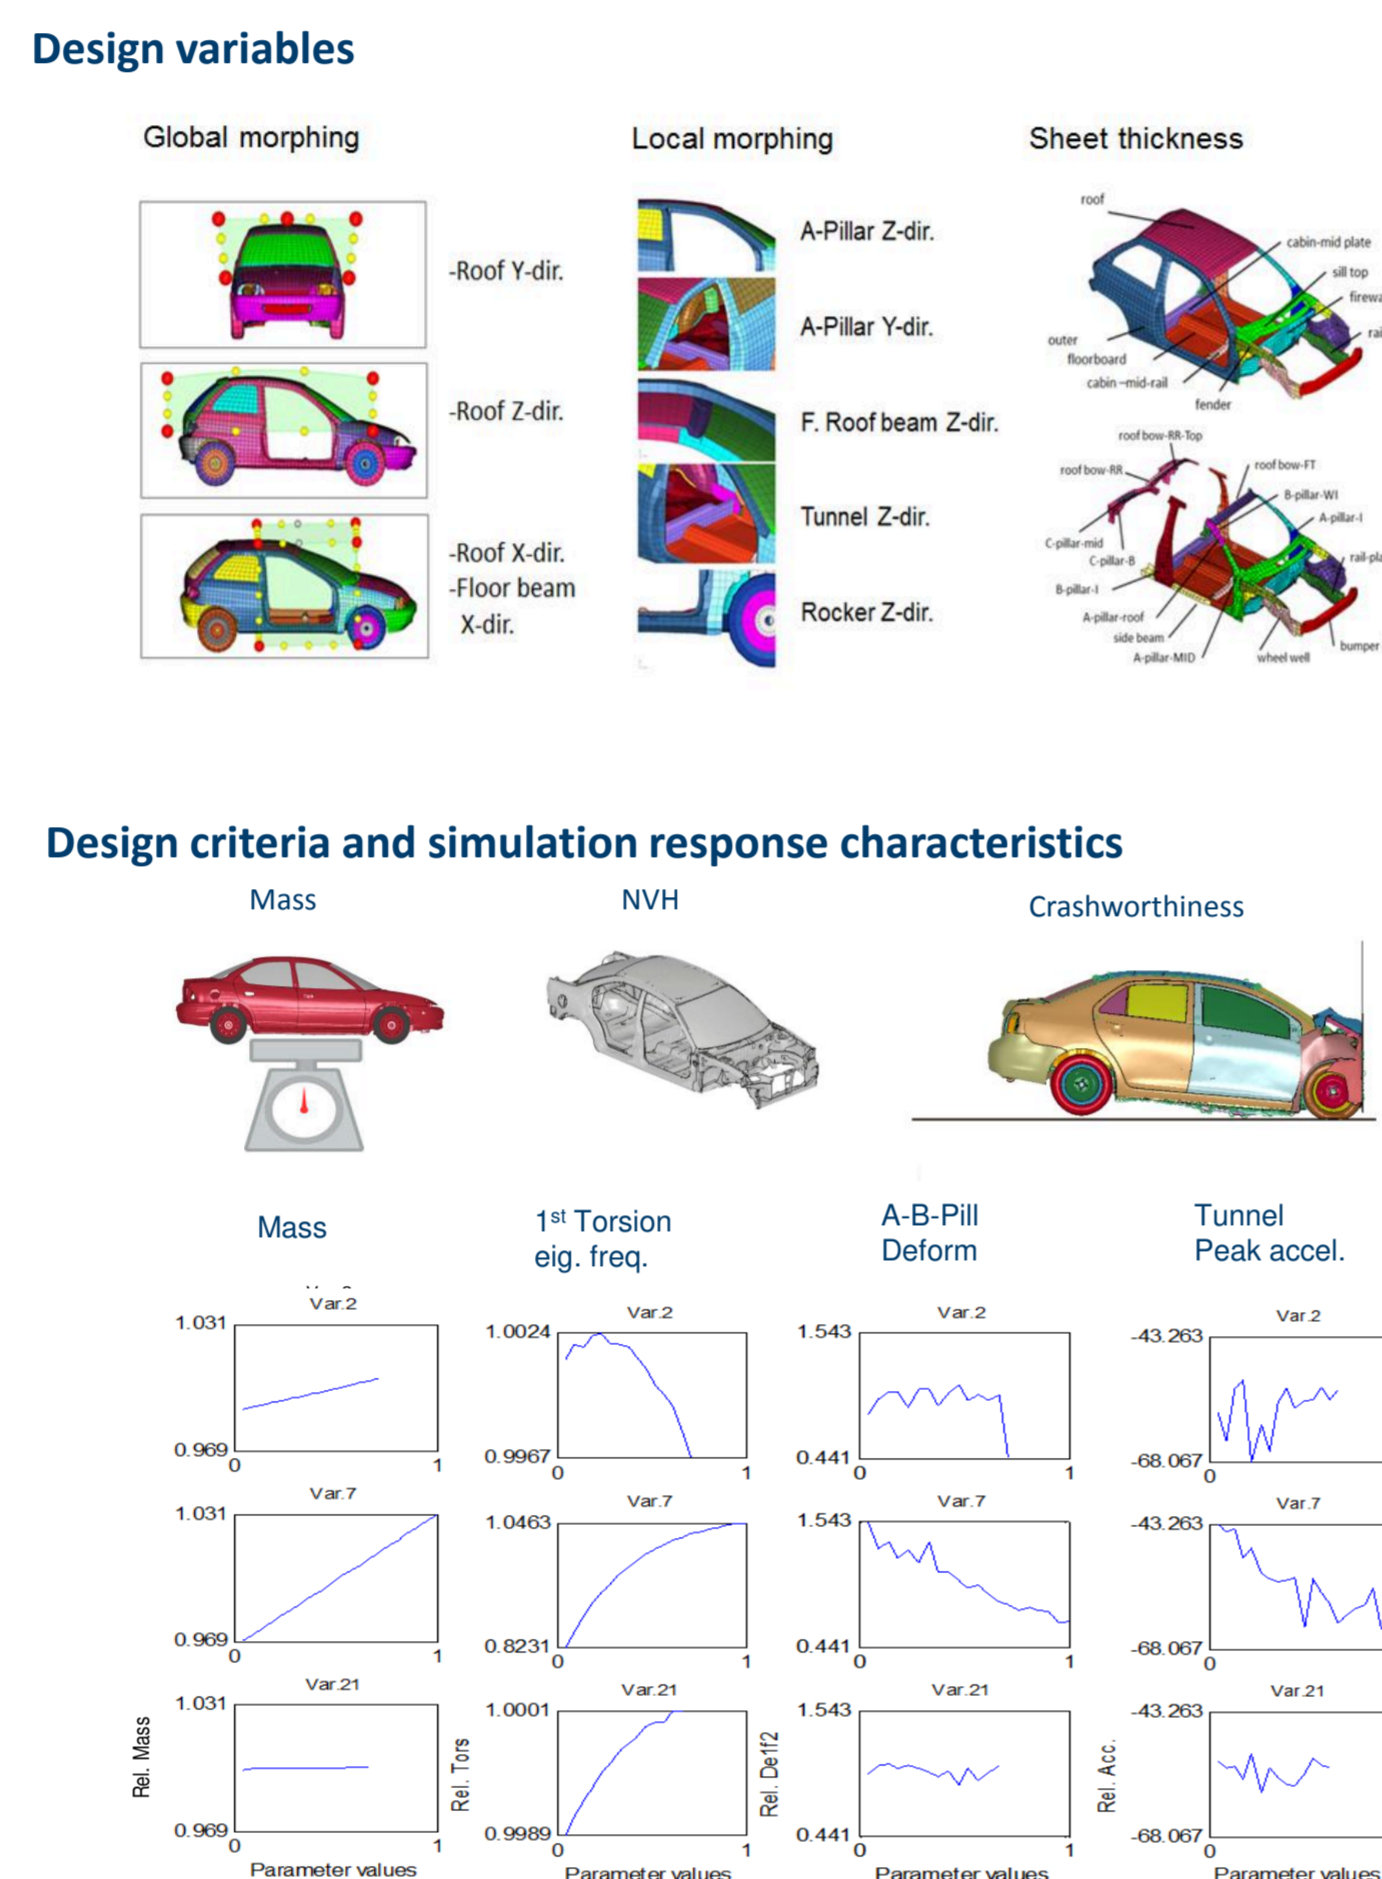 Design variables
Global morphing
Local morphing
Sheet thickness
-Roof Y-dir.
-Roof Z-dir.
-Roof X-dir.
-Floor beam
X-dir.
A-Pillar Z-dir.
A-Pillar Y-dir.
F. Roof beam Z-dir.
Tunnel Z-dir.
Rocker Z-dir.
roof
cabin-mid plate
sill top
firewa
rai
outer
floorboard
cabin –mid-rail
fender
roof bow-RR-Top
roof bow-RR
roof bow-FT
B-pillar-WI
A-pillar-I
C-pillar-mid
C-pillar-B
rail-pla
B-pillar-I
A-pillar-roof
side beam
A-pillar-MID
wheel well
bumper
Design criteria and simulation response characteristics
Mass
NVH
Crashworthiness
Mass
1st Torsion
eig. freq.
A-B-Pill
Deform
Tunnel
Peak accel.
Var.2
1.031
0.969
0
1
Var.2
1.0024
0.9967
0
1
Var.2
1.543
0.441
0
1
Var.2
-43.263
-68.067
0
Var.7
1.031
0.969
0
1
Var.7
1.0463
0.8231
0
1
Var.7
1.543
0.441
0
1
Var.7
-43.263
-68.067
0
Var.21
1.031
0.969
0
1
Rel. Mass
Parameter values
Var.21
1.0001
0.9989
0
1
Rel. Tors
Parameter values
Var.21
1.543
0.441
0
1
Rel. De1f2
Parameter values
Var.21
-43.263
-68.067
0
Rel. Acc.
Parameter values